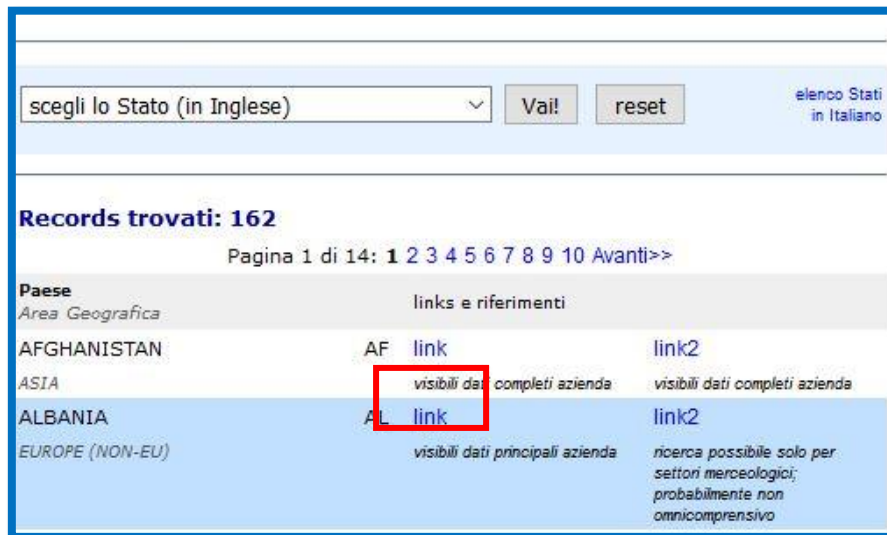 scegli lo Stato (in Inglese) Vai! reset elenco Stati
in Italiano
Records trovati: 162
Pagina 1 di 14: 1 2 3 4 5 6 7 8 9 10 Avanti>>
Paese links e riferimenti
Area Geografica
AFGHANISTAN AF link link2
ASIA visibili dati completi azienda visibili dati completi azienda
ALBANIA AL link link2
EUROPE (NON-EU) visibili dati principali azienda ricerca possibile solo per
settori merceologici;
probabilmente non
omnicomprensivo